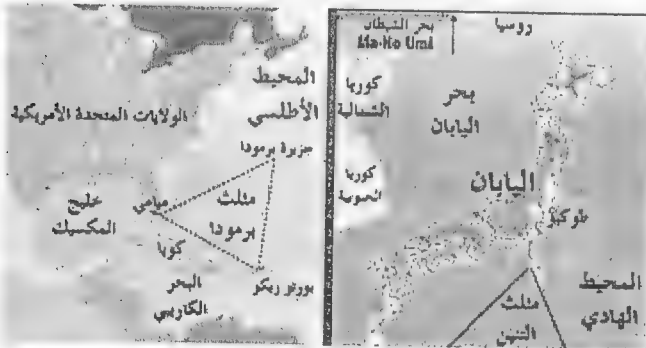 بحر الشيطان
Ma-No Umi
روسيا
كوريا
الشمالية
بحر
اليابان
كوريا
الجنوبية
اليابان
طوكيو
المحيط
الهادي
مثلث
التنين
المحيط
الأطلسي
الولايات المتحدة الأمريكية
جزيرة برمودا
خليج
المكسيك
ميامي
مثلث
برمودا
كوبا
البحر
الكاريبي
بورتو ريكو